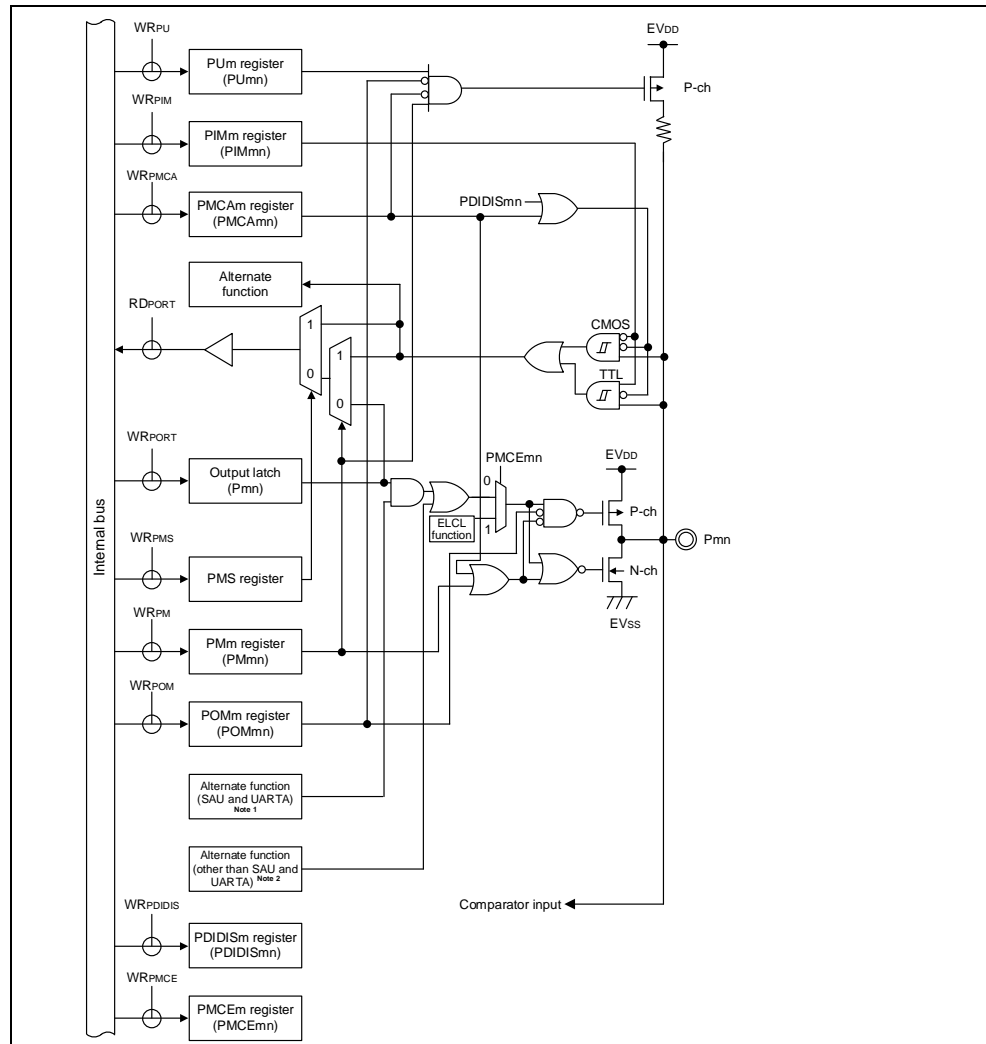 WRPU
PUm register
(PUmn)
EVDD
P-ch
WRPIM
PIMm register
(PIMmn)
WRPMCA
PMCAm register
(PMCAmn)
PDIDISmn
Alternate
function
RDPORT
1
0
1
0
CMOS
TTL
WRPORT
Output latch
(Pmn)
PMCEmn
0
1
ELCL
function
EVDD
P-ch
Pmn
N-ch
EVSS
Internal bus
WRPMS
PMS register
WRPM
PMm register
(PMmn)
WRPOM
POMm register
(POMmn)
Alternate function
(SAU and UARTA)
Note 1
Alternate function
(other than SAU and
UARTA) Note 2
Comparator input
WRPDIDIS
PDIDISm register
(PDIDISmn)
WRPMCE
PMCEm register
(PMCEmn)